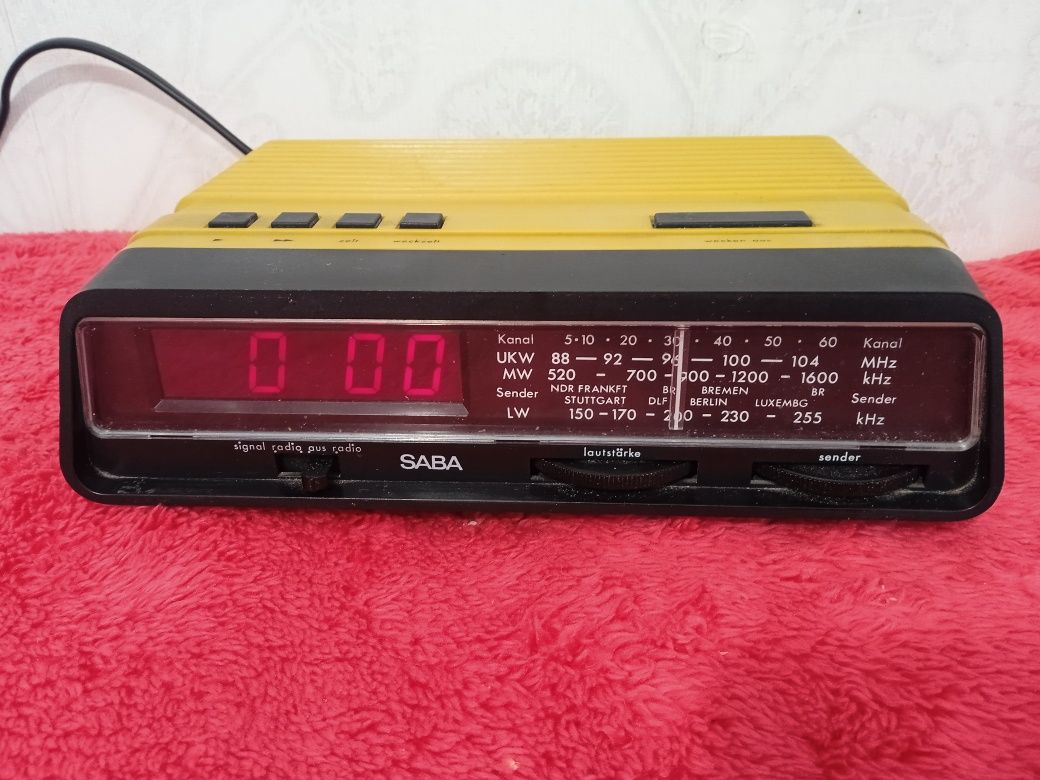 ▶ ▶▶ zeit weckzeit wecken aus
0 00
Kanal 5•10 • 20 • 30 • 40 • 50 • 60 Kanal
UKW 88 — 92 — 96 — 100 — 104 MHz
MW 520 – 700 – 900 – 1200 – 1600 kHz
NDR FRANKFT BR BREMEN BR
Sender Sender
STUTTGART DLF BERLIN LUXEMBG
LW 150 – 170 – 200 – 230 – 255 kHz
signal radio aus radio
SABA
lautstärke
sender